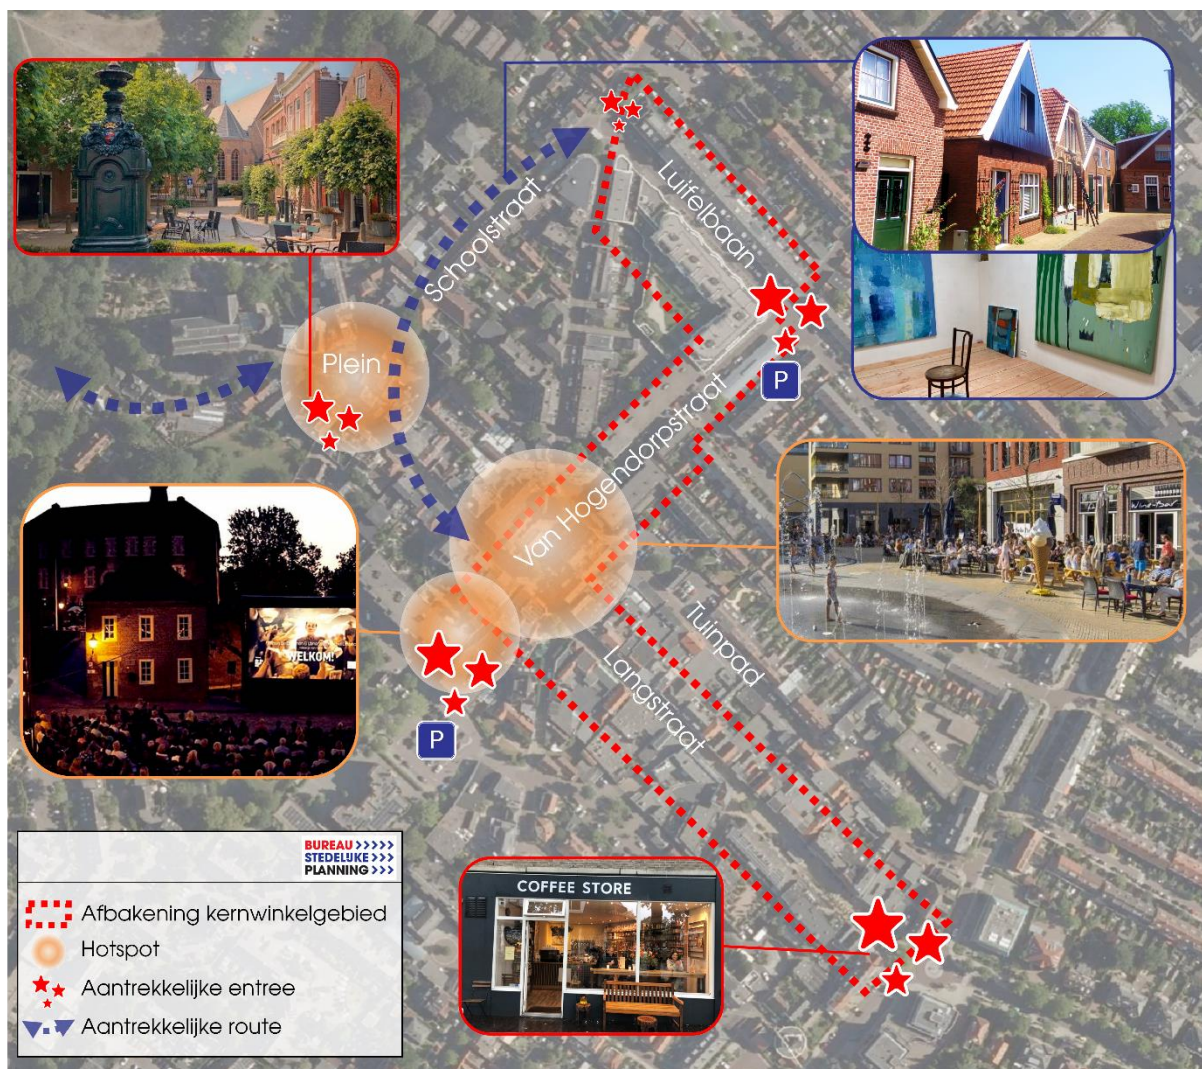 Schoolstraat
Luifelbaan
Plein
P
Van Hogendorpstraat
WELKOM!
Tuinpad
Langstraat
P
COFFEE STORE
BUREAU >>>>>
STEDELIJKE >>>>
PLANNING >>>>
Afbakening kernwinkelgebied
Hotspot
Aantrekkelijke entree
Aantrekkelijke route